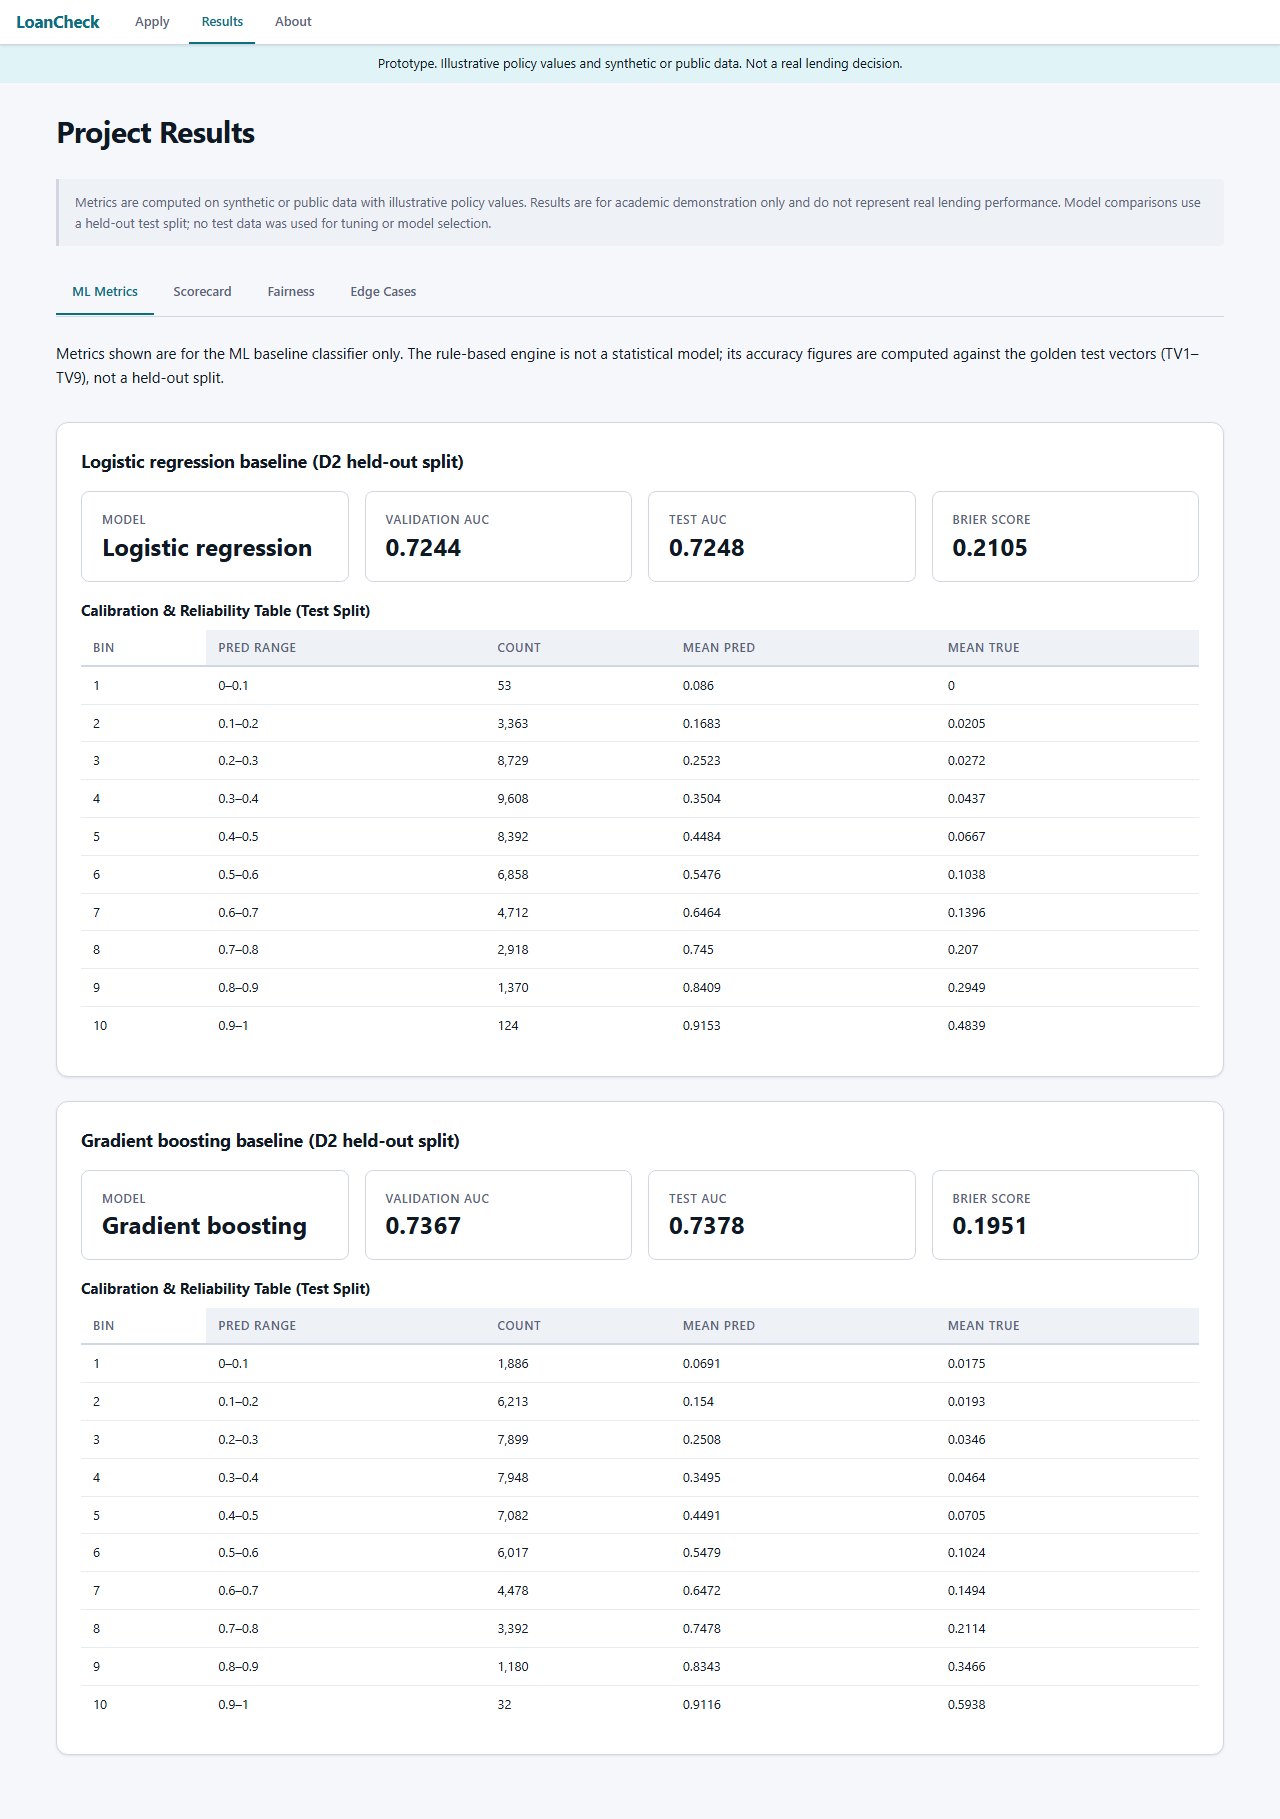 LoanCheck Apply Results About
Prototype. Illustrative policy values and synthetic or public data. Not a real lending decision.
Project Results
Metrics are computed on synthetic or public data with illustrative policy values. Results are for academic demonstration only and do not represent real lending performance. Model comparisons use
a held-out test split; no test data was used for tuning or model selection.
ML Metrics Scorecard Fairness Edge Cases
Metrics shown are for the ML baseline classifier only. The rule-based engine is not a statistical model; its accuracy figures are computed against the golden test vectors (TV1–
TV9), not a held-out split.
Logistic regression baseline (D2 held-out split)
MODEL VALIDATION AUC TEST AUC BRIER SCORE
Logistic regression 0.7244 0.7248 0.2105
Calibration & Reliability Table (Test Split)
BIN PRED RANGE COUNT MEAN PRED MEAN TRUE
1 0–0.1 53 0.086 0
2 0.1–0.2 3,363 0.1683 0.0205
3 0.2–0.3 8,729 0.2523 0.0272
4 0.3–0.4 9,608 0.3504 0.0437
5 0.4–0.5 8,392 0.4484 0.0667
6 0.5–0.6 6,858 0.5476 0.1038
7 0.6–0.7 4,712 0.6464 0.1396
8 0.7–0.8 2,918 0.745 0.207
9 0.8–0.9 1,370 0.8409 0.2949
10 0.9–1 124 0.9153 0.4839
Gradient boosting baseline (D2 held-out split)
MODEL VALIDATION AUC TEST AUC BRIER SCORE
Gradient boosting 0.7367 0.7378 0.1951
Calibration & Reliability Table (Test Split)
BIN PRED RANGE COUNT MEAN PRED MEAN TRUE
1 0–0.1 1,886 0.0691 0.0175
2 0.1–0.2 6,213 0.154 0.0193
3 0.2–0.3 7,899 0.2508 0.0346
4 0.3–0.4 7,948 0.3495 0.0464
5 0.4–0.5 7,082 0.4491 0.0705
6 0.5–0.6 6,017 0.5479 0.1024
7 0.6–0.7 4,478 0.6472 0.1494
8 0.7–0.8 3,392 0.7478 0.2114
9 0.8–0.9 1,180 0.8343 0.3466
10 0.9–1 32 0.9116 0.5938